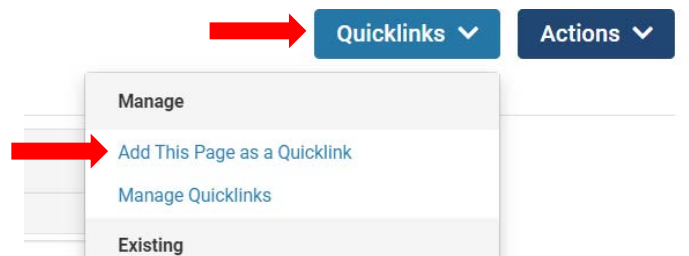 Quicklinks
Actions
Manage
Add This Page as a Quicklink
Manage Quicklinks
Existing